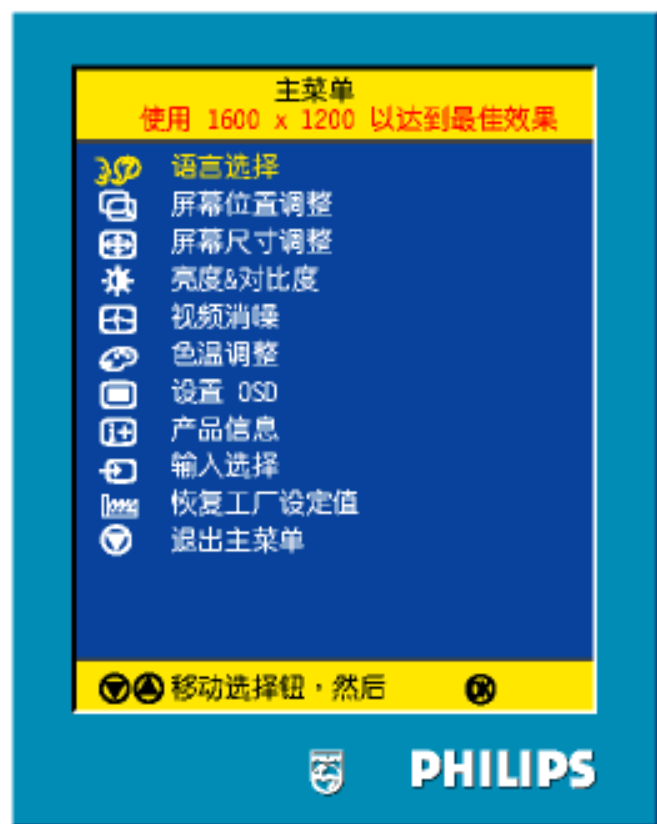 主菜单
使用 1600 x 1200 以达到最佳效果
语言选择
屏幕位置调整
屏幕尺寸调整
亮度&对比度
视频消噪
色温调整
设置 OSD
产品信息
输入选择
恢复工厂设定值
退出主菜单
移动选择钮，然后 OK
PHILIPS